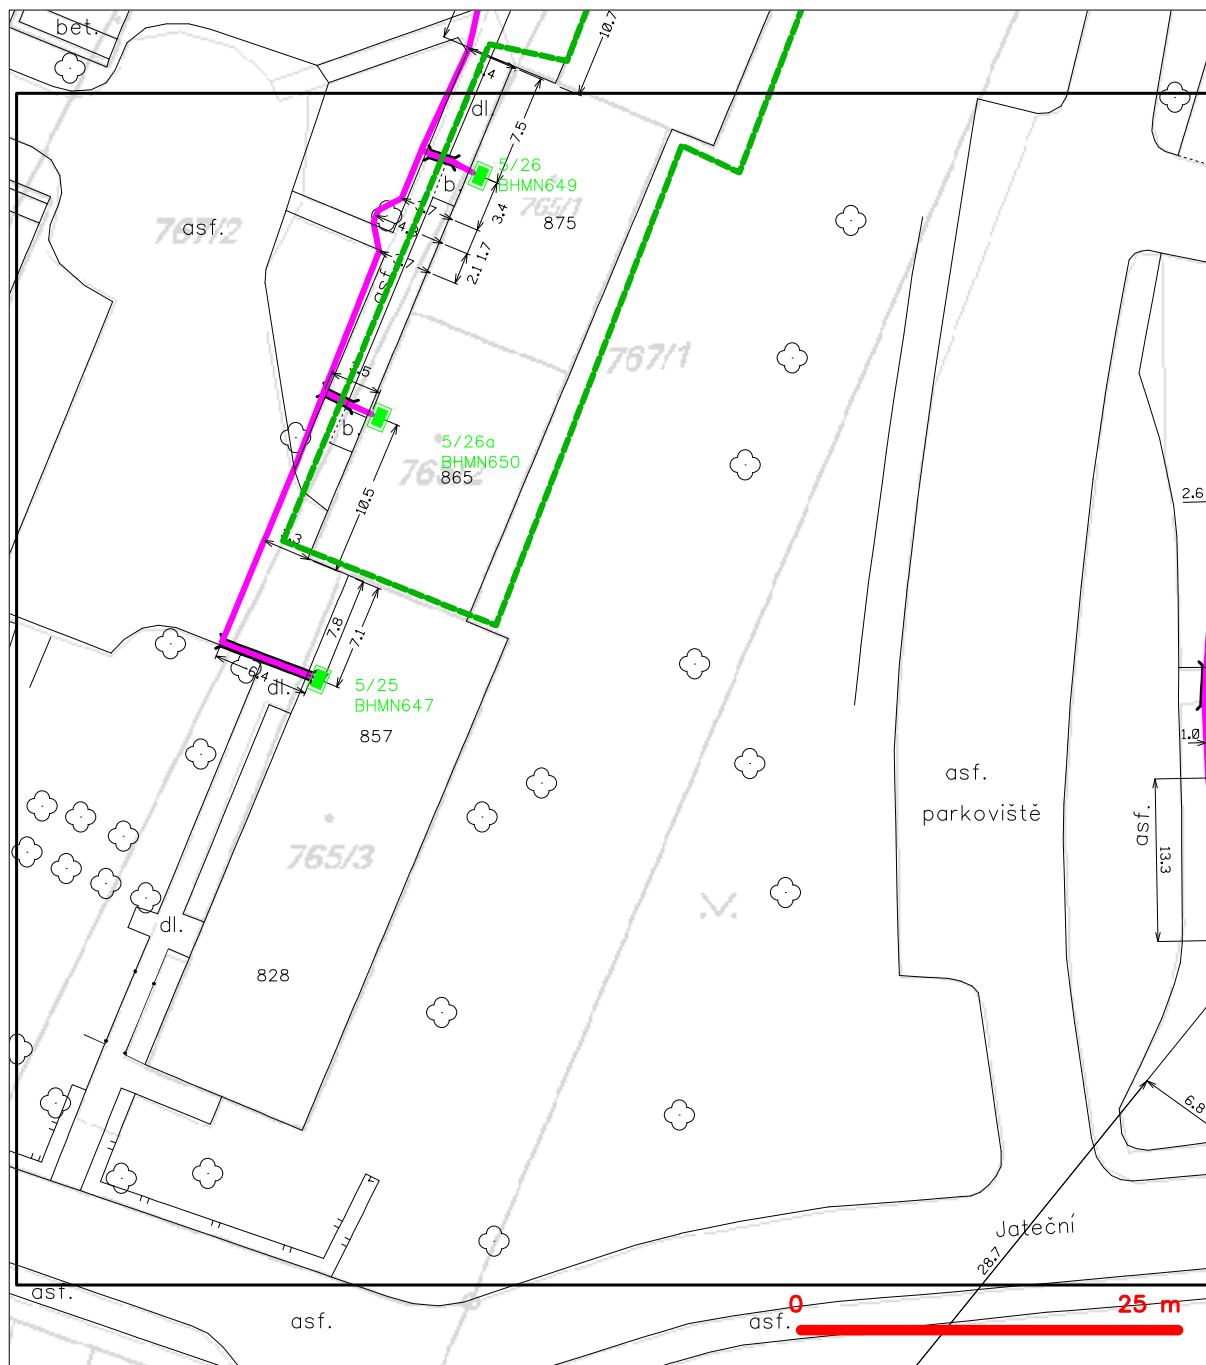 bet.
10.7
dl.
7.5
5/26
BHMN649
b.
765/1
3.4
875
767/2
asf.
1.7
2.1
asf.
767/1
b.
5/26a
BHMN650
865
10.5
2.6
7.8
7.1
6.4
dl.
5/25
BHMN647
857
1.0
asf.
parkoviště
asf.
13.3
765/3
dl.
828
6.8
Jateční
28.7
asf.
asf.
asf.
0
25 m